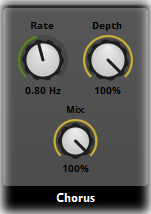 Rate Depth
0.80 Hz 100%
Mix
100%
Chorus